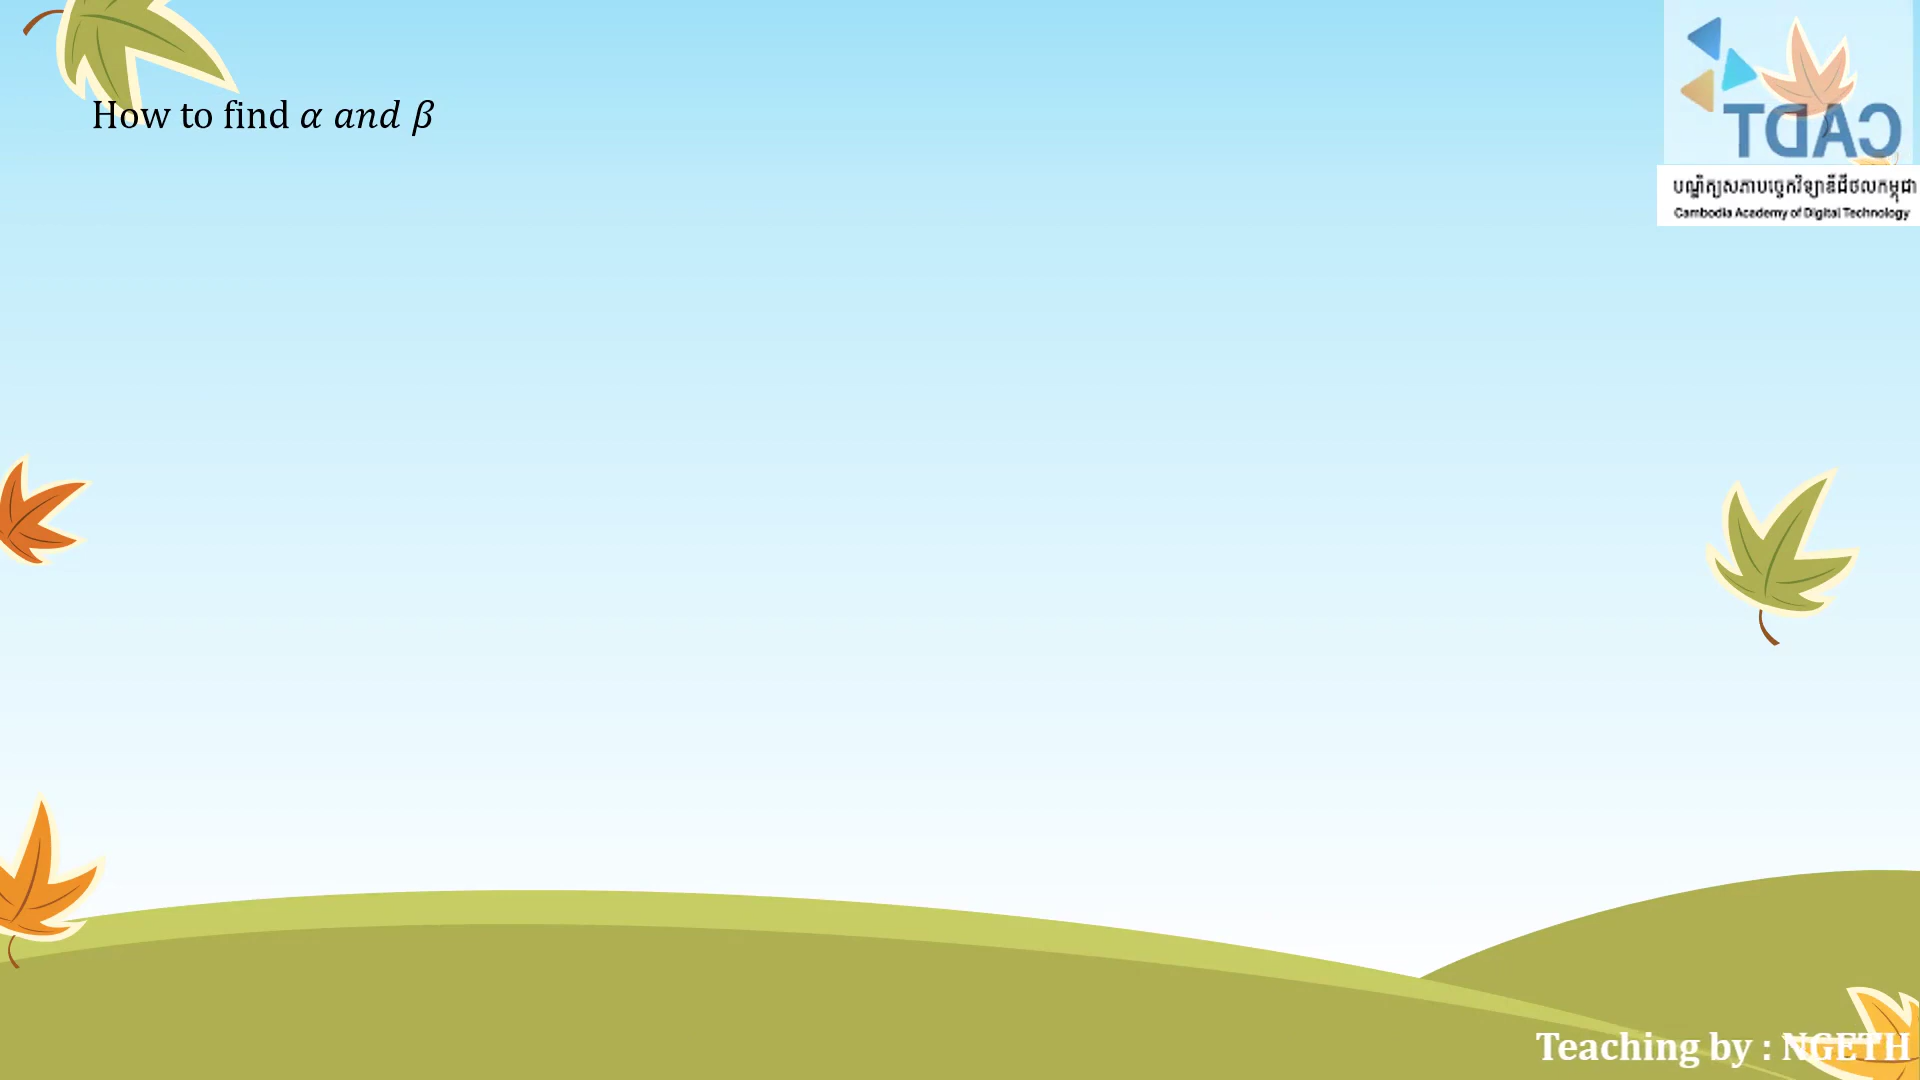 How to find α and β
CADT
បណ្ឌិត្យសភាបច្ចេកវិទ្យាឌីជីថលកម្ពុជា
Cambodia Academy of Digital Technology
Teaching by : NGETH